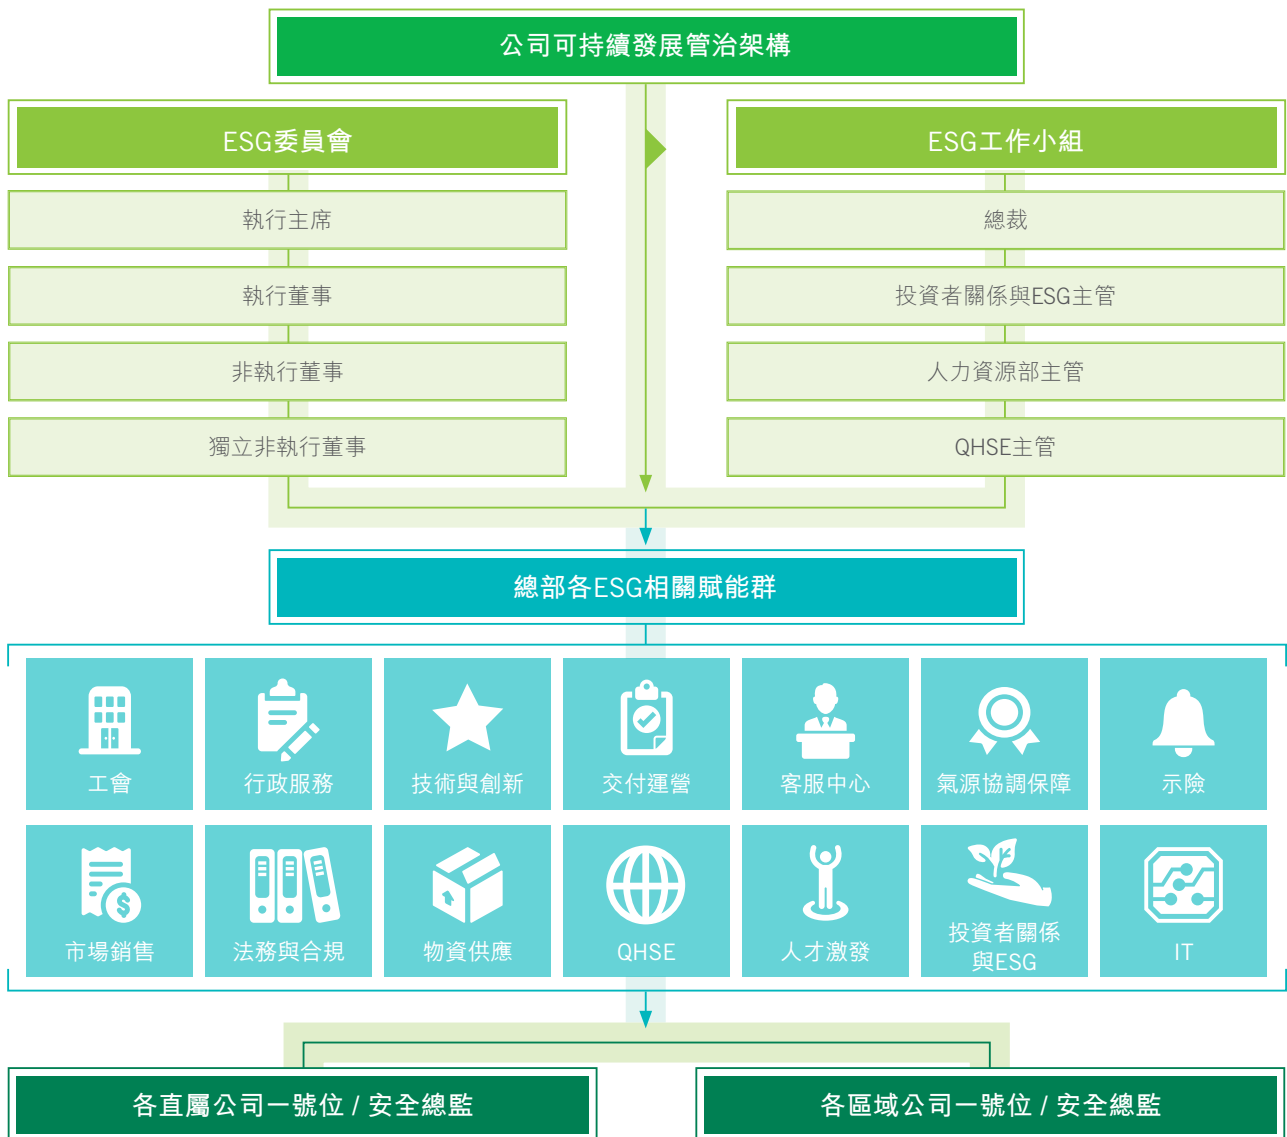 公司可持續發展管治架構
ESG委員會
執行主席
執行董事
非執行董事
獨立非執行董事
ESG工作小組
總裁
投資者關係與ESG主管
人力資源部主管
QHSE主管
總部各ESG相關賦能群
工會
行政服務
技術與創新
交付運營
客服中心
氣源協調保障
示險
市場銷售
法務與合規
物資供應
QHSE
人才激發
投資者關係
與ESG
IT
各直屬公司一號位 / 安全總監
各區域公司一號位 / 安全總監